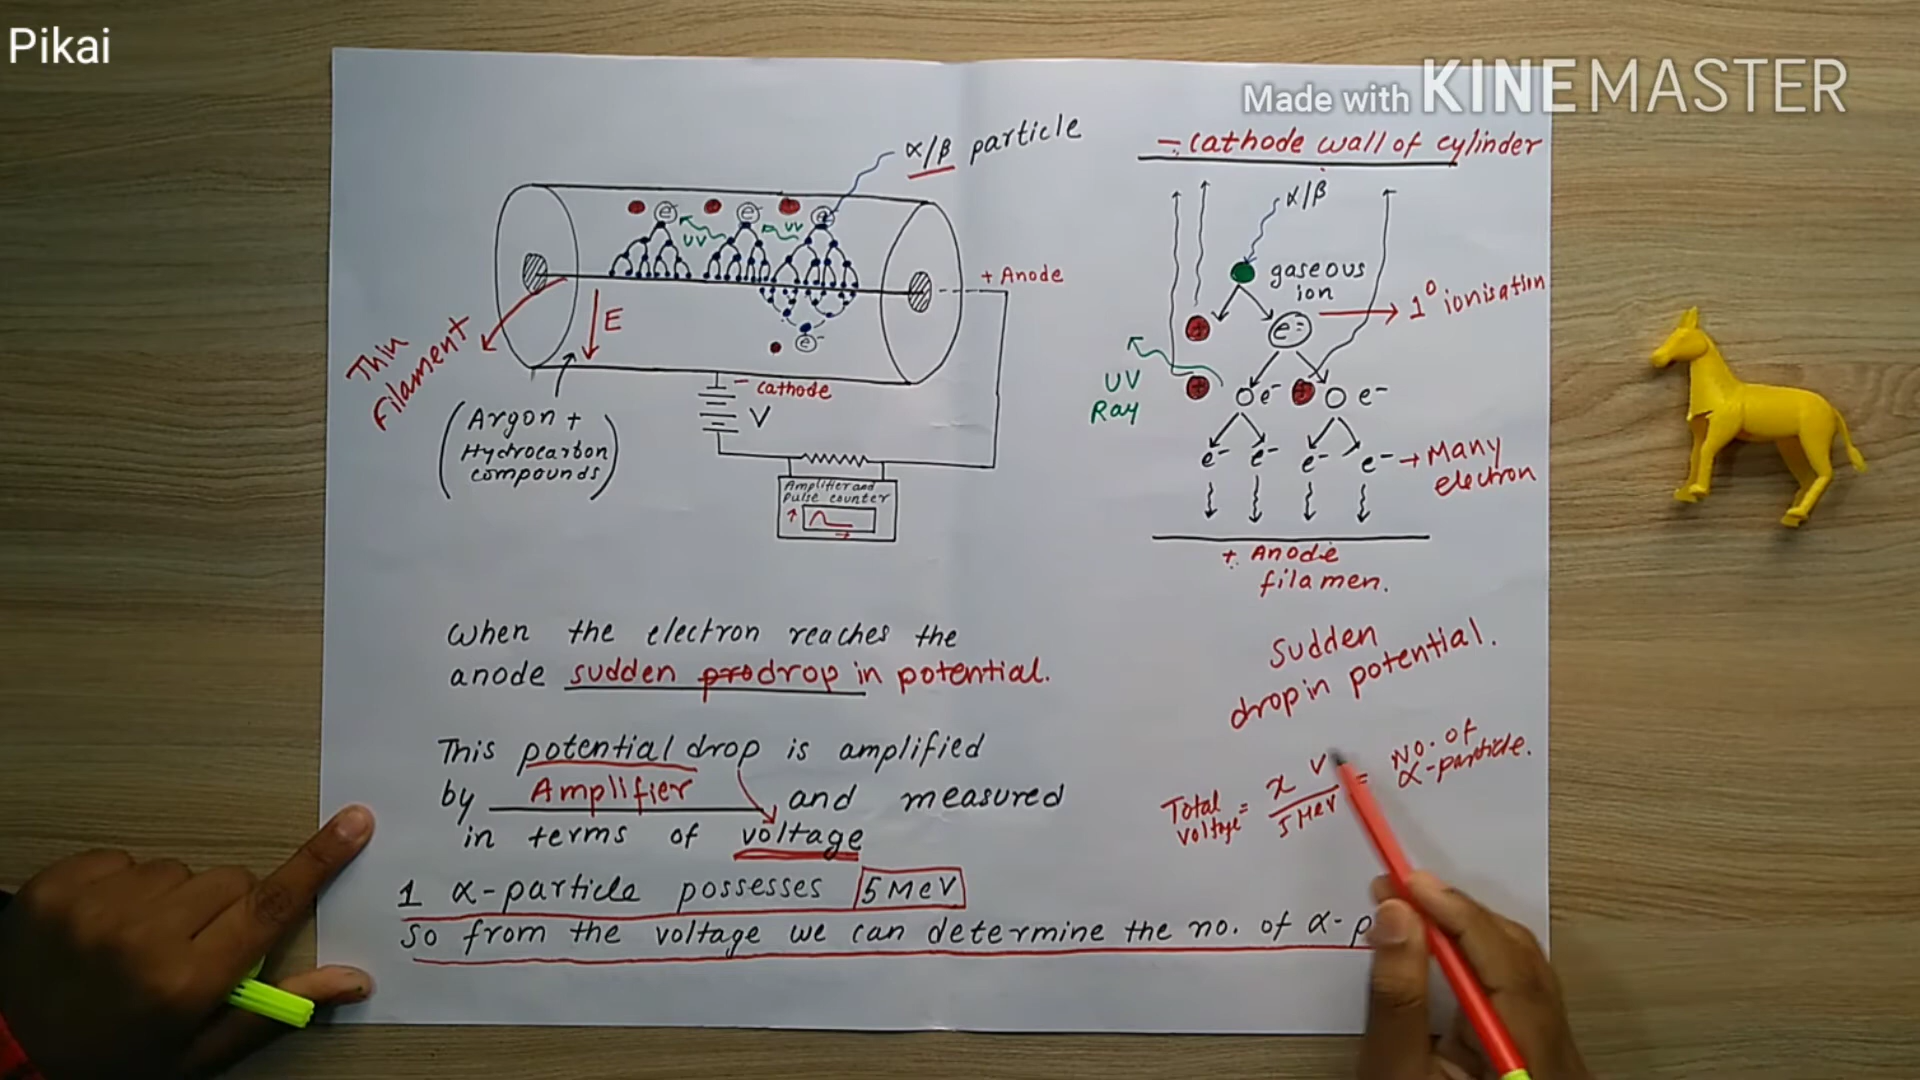 Pikai
Made with KINEMASTER
α/β particle
e-
e-
e-
UV
UV
+ Anode
E
e-
Thin
Filament
- cathode
V
(Argon +
Hydrocarbon
compounds)
Amplifier and
pulse counter
- cathode wall of cylinder
α/β
gaseous
ion
+
e-
1° ionisation
UV
Ray
+
e-
+
e-
e- e- e- e- → Many
electron
+ Anode
filamen.
When the electron reaches the
anode sudden pro drop in potential.
This potential drop is amplified
by Amplifier and measured
in terms of voltage
1 α-particle possesses 5 MeV
so from the voltage we can determine the no. of α- p
Sudden
drop in potential.
Total
voltage = x V / 5 MeV = No. of
α-particle.